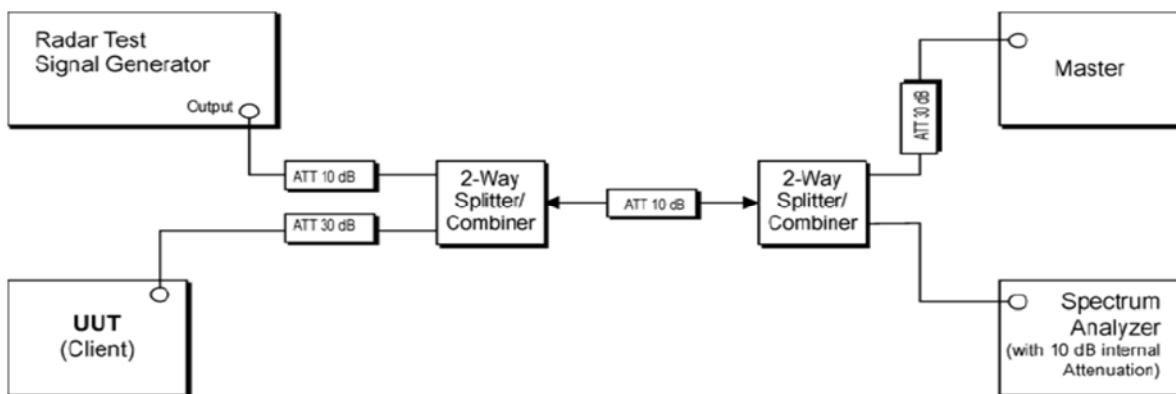 Radar Test
Signal Generator
Output
ATT 10 dB
ATT 30 dB
UUT
(Client)
2-Way
Splitter/
Combiner
ATT 10 dB
2-Way
Splitter/
Combiner
ATT 30 dB
Master
Spectrum
Analyzer
(with 10 dB internal
Attenuation)